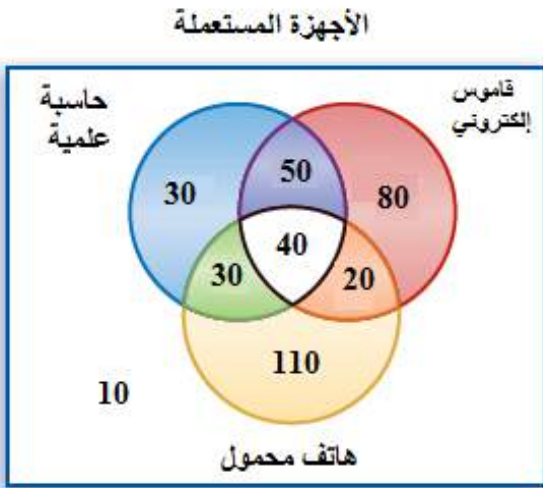 الأجهزة المستعملة
قاموس
إلكتروني
حاسبة
علمية
30
50
80
40
30
20
110
10
هاتف محمول